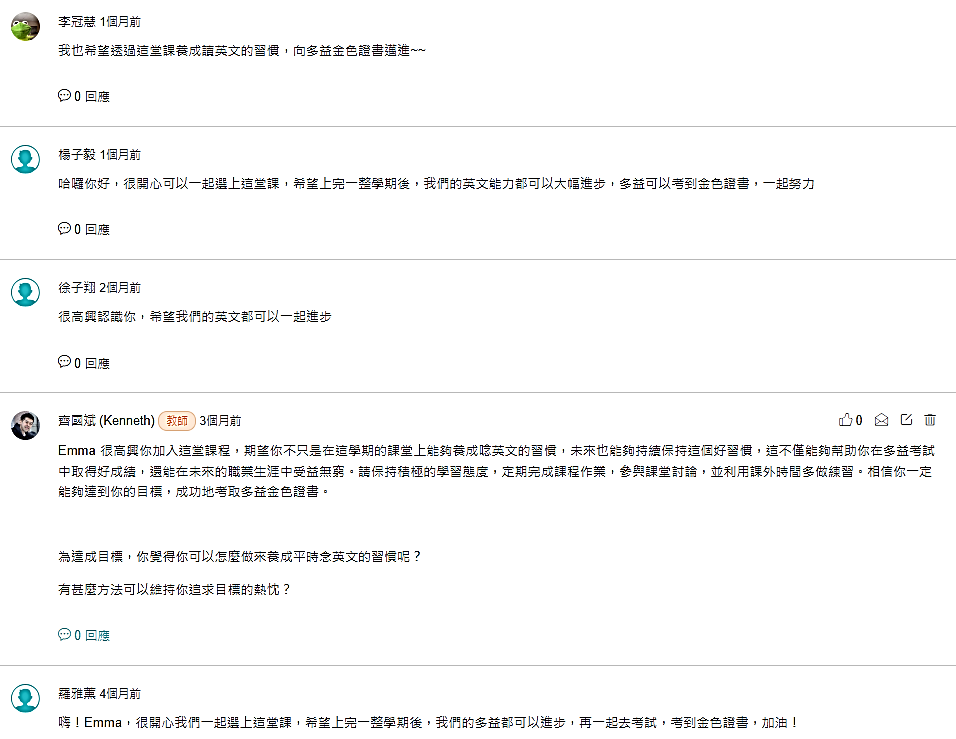 李冠慧 1個月前
我也希望透過這堂課養成讀英文的習慣，向多益金色證書邁進~~
0 回應
楊子毅 1個月前
哈囉你好，很開心可以一起選上這堂課，希望上完一整學期後，我們的英文能力都可以大幅進步，多益可以考到金色證書，一起努力
0 回應
徐子翔 2個月前
很高興認識你，希望我們的英文都可以一起進步
0 回應
齊國斌 (Kenneth) 教師 3個月前 0
Emma 很高興你加入這堂課程，期望你不只是在這學期的課堂上能夠養成唸英文的習慣，未來也能夠持續保持這個好習慣，這不僅能夠幫助你在多益考試
中取得好成績，還能在未來的職業生涯中受益無窮。請保持積極的學習態度，定期完成課程作業，參與課堂討論，並利用課外時間多做練習。相信你一定
能夠達到你的目標，成功地考取多益金色證書。
為達成目標，你覺得你可以怎麼做來養成平時念英文的習慣呢？
有甚麼方法可以維持你追求目標的熱忱？
0 回應
羅雅薰 4個月前
嗨！Emma，很開心我們一起選上這堂課，希望上完一整學期後，我們的多益都可以進步，再一起去考試，考到金色證書，加油！